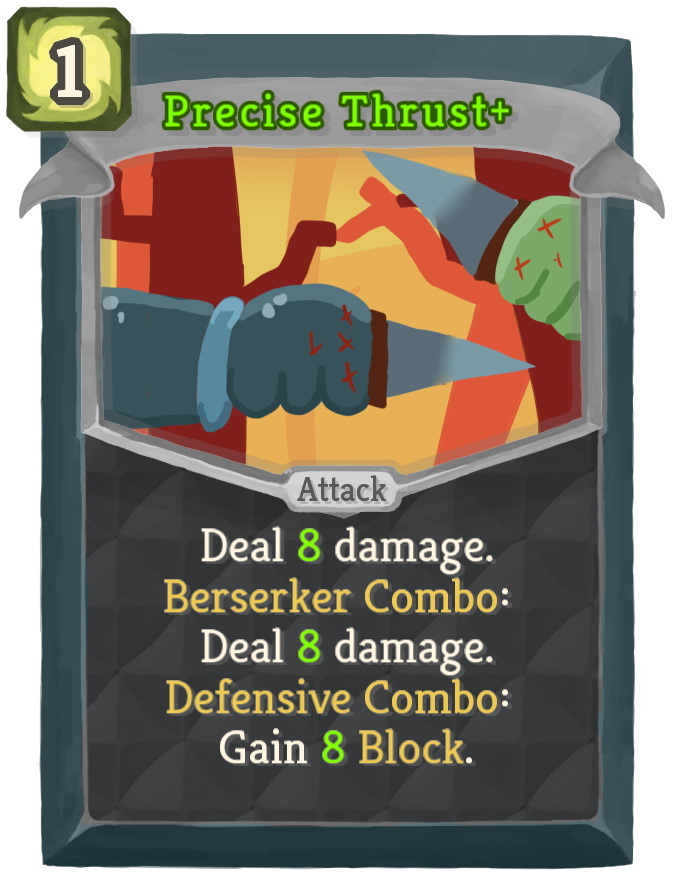 1
Precise Thrust+
Attack
Deal 8 damage.
Berserker Combo:
Deal 8 damage.
Defensive Combo:
Gain 8 Block.